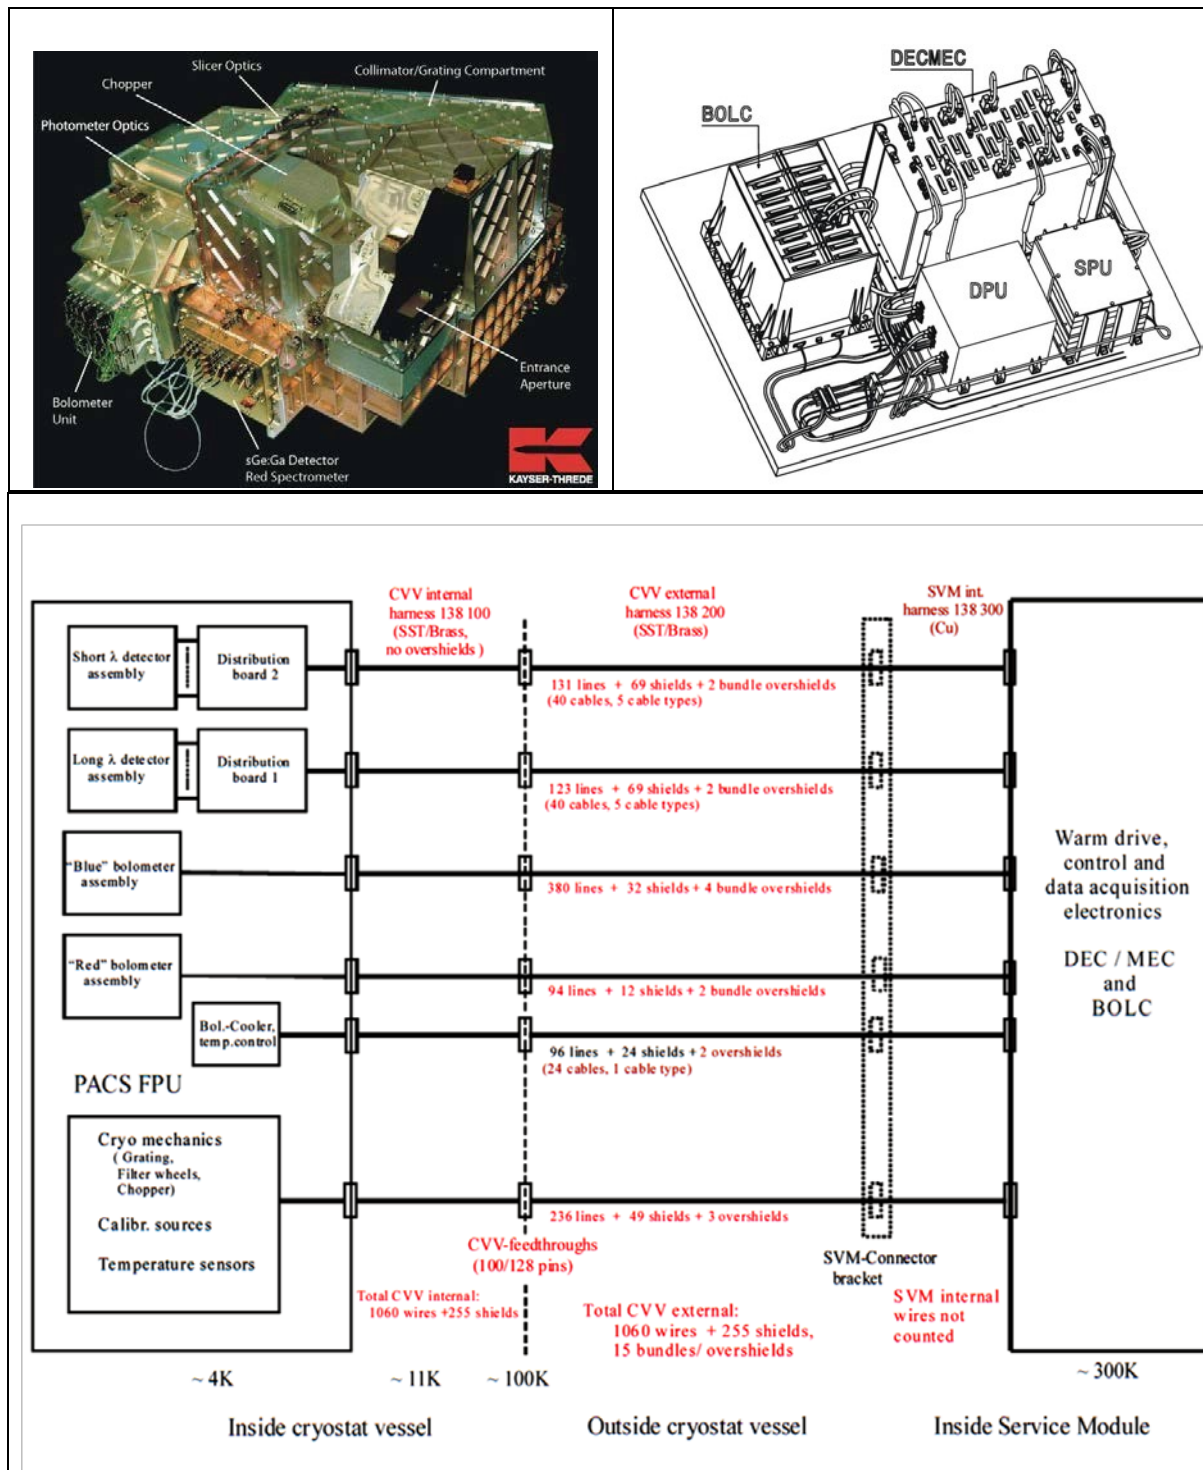 Slicer Optics
Collimator/Grating Compartment
Chopper
Photometer Optics
Entrance
Aperture
Bolometer
Unit
sGe:Ga Detector
Red Spectrometer
KAYSER-THREDE
DECMEC
BOLC
SPU
DPU
CVV internal
harness 138 100
(SST/Brass,
no overshields )
CVV external
harness 138 200
(SST/Brass)
SVM int.
harness 138 300
(Cu)
Short λ detector
assembly
Distribution
board 2
131 lines + 69 shields + 2 bundle overshields
(40 cables, 5 cable types)
Long λ detector
assembly
Distribution
board 1
123 lines + 69 shields + 2 bundle overshields
(40 cables, 5 cable types)
"Blue" bolometer
assembly
380 lines + 32 shields + 4 bundle overshields
"Red" bolometer
assembly
94 lines + 12 shields + 2 bundle overshields
Bol.-Cooler,
temp.control
96 lines + 24 shields + 2 overshields
(24 cables, 1 cable type)
PACS FPU
Cryo mechanics
( Grating,
Filter wheels,
Chopper)
Calibr. sources
Temperature sensors
236 lines + 49 shields + 3 overshields
Warm drive,
control and
data acquisition
electronics
DEC / MEC
and
BOLC
CVV-feedthroughs
(100/128 pins)
SVM-Connector
bracket
Total CVV internal:
1060 wires +255 shields
Total CVV external:
1060 wires + 255 shields,
15 bundles/ overshields
SVM internal
wires not
counted
~ 4K
~ 11K
~ 100K
~ 300K
Inside cryostat vessel
Outside cryostat vessel
Inside Service Module